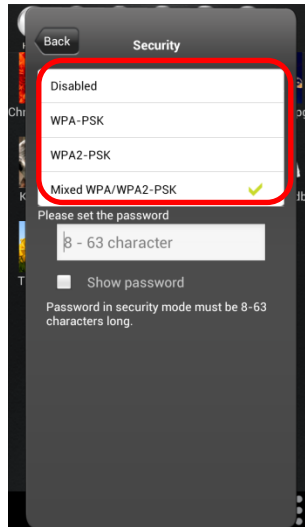 Back
Security
Disabled
WPA-PSK
WPA2-PSK
Mixed WPA/WPA2-PSK
Please set the password
8 - 63 character
Show password
Password in security mode must be 8-63
characters long.